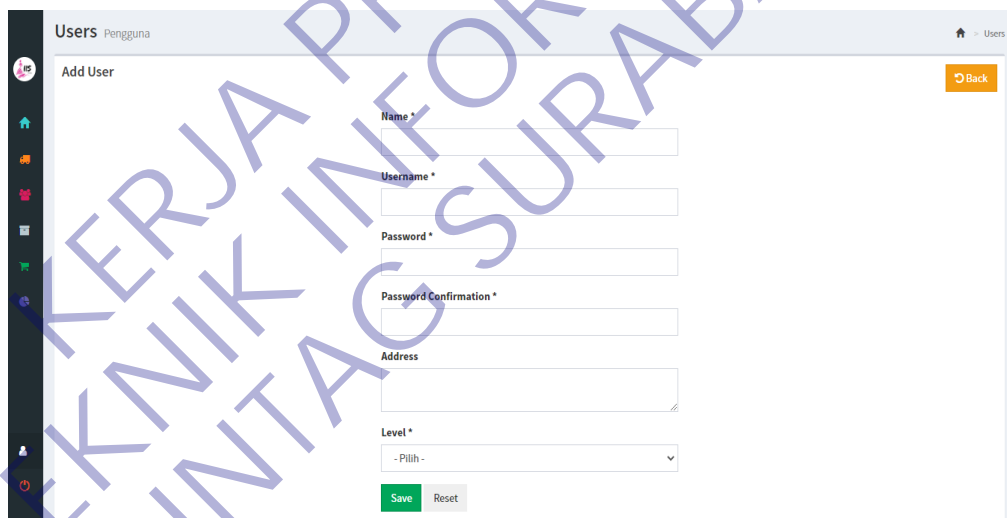 Users Pengguna
> Users
Add User
Back
Name *
Username *
Password *
Password Confirmation *
Address
Level *
- Pilih -
Save Reset
KERJA
TEKNIK INFOR
UNTAG SURABA